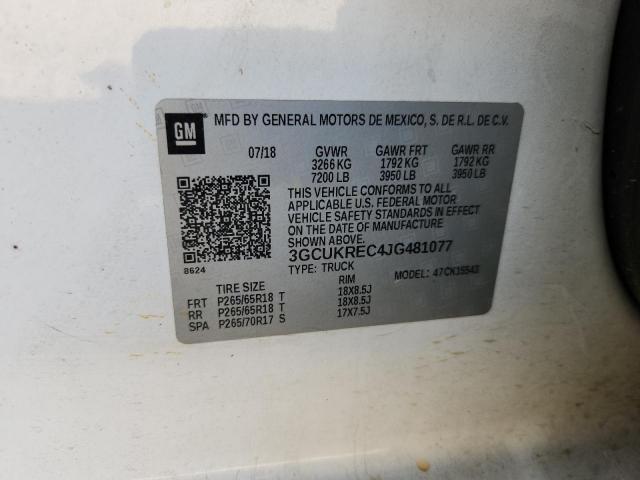 GM MFD BY GENERAL MOTORS DE MEXICO, S. DE R.L. DE C.V.
07/18 GVWR GAWR FRT GAWR RR
3266 KG 1792 KG 1792 KG
7200 LB 3950 LB 3950 LB
THIS VEHICLE CONFORMS TO ALL
APPLICABLE U.S. FEDERAL MOTOR
VEHICLE SAFETY STANDARDS IN EFFECT
ON THE DATE OF MANUFACTURE
SHOWN ABOVE.
3GCUKREC4JG481077
8624
TYPE: TRUCK MODEL: 47CK15543
TIRE SIZE RIM
FRT P265/65R18 T 18X8.5J
RR P265/65R18 T 18X8.5J
SPA P265/70R17 S 17X7.5J